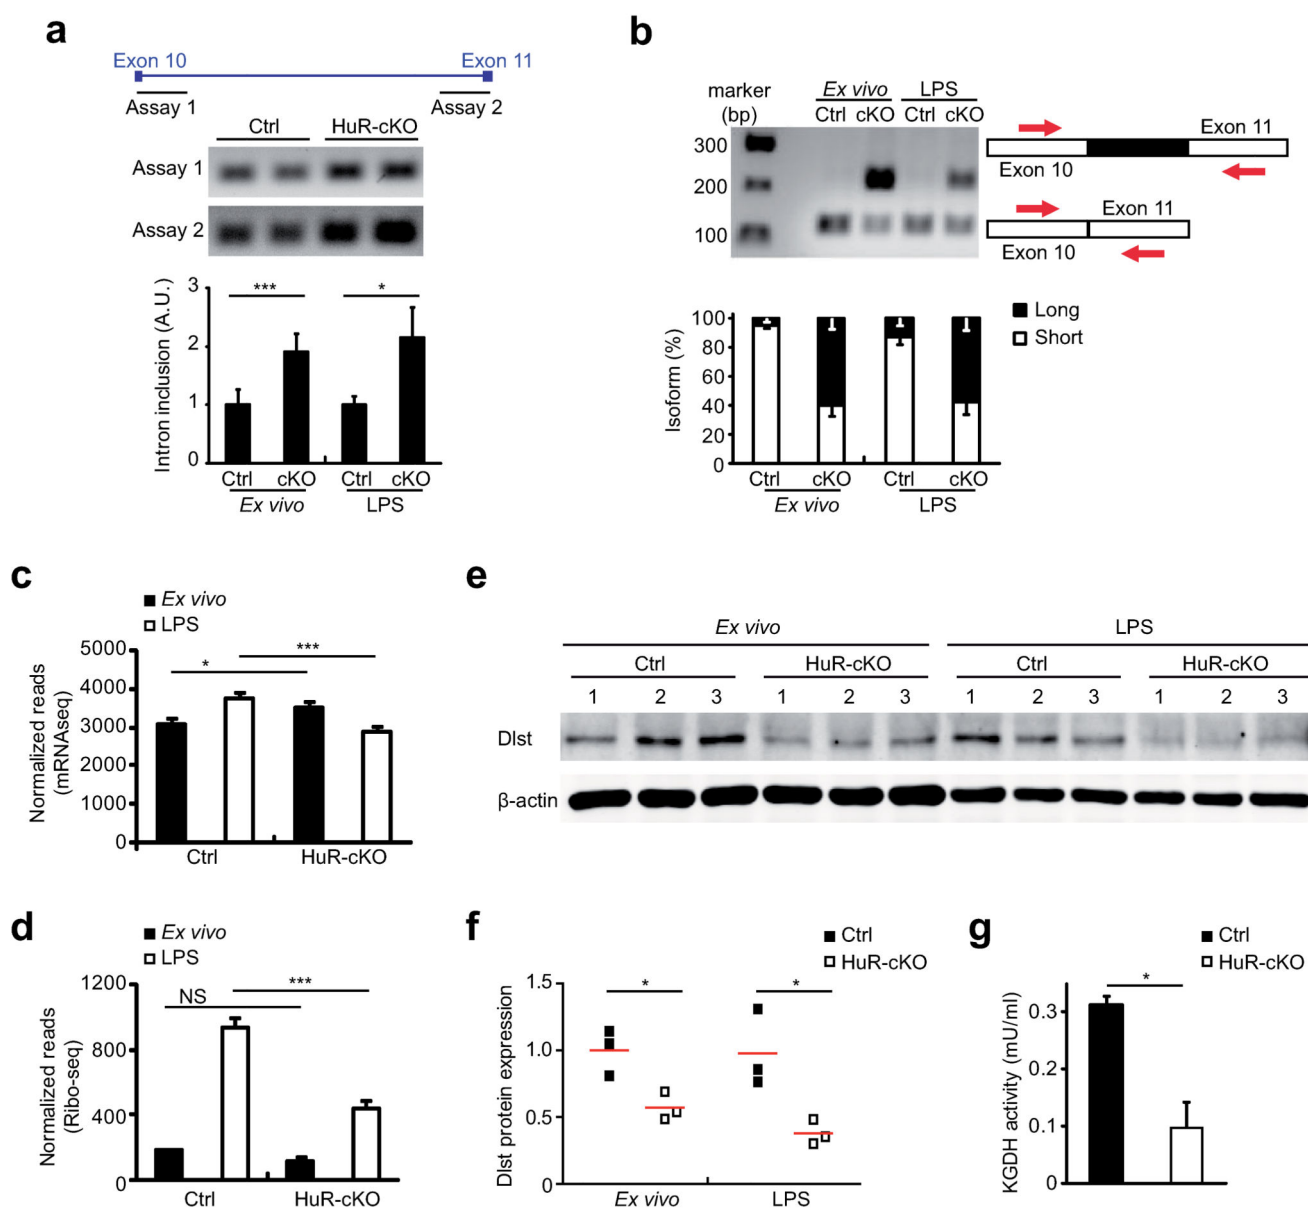 a
Exon 10 Exon 11
Assay 1 Assay 2
Ctrl HuR-cKO
Assay 1
Assay 2
Intron inclusion (A.U.)
3
2
1
0
*** *
Ctrl cKO Ctrl cKO
Ex vivo LPS
b
marker (bp)
Ex vivo LPS
Ctrl cKO Ctrl cKO
300
200
100
Exon 11
Exon 10
Exon 11
Exon 10
Isoform (%)
100
80
60
40
20
0
Long
Short
Ctrl cKO Ctrl cKO
Ex vivo LPS
c
Ex vivo
LPS
Normalized reads
(mRNAseq)
5000
4000
3000
2000
1000
0
* ***
Ctrl HuR-cKO
d
Ex vivo
LPS
Normalized reads
(Ribo-seq)
1200
800
400
0
NS ***
Ctrl HuR-cKO
e
Ex vivo LPS
Ctrl HuR-cKO Ctrl HuR-cKO
1 2 3 1 2 3 1 2 3 1 2 3
Dlst
β-actin
f
Ctrl
HuR-cKO
Dlst protein expression
1.5
1.0
0.5
0
* *
Ex vivo LPS
g
Ctrl
HuR-cKO
KGDH activity (mU/ml)
0.3
0.2
0.1
0
*